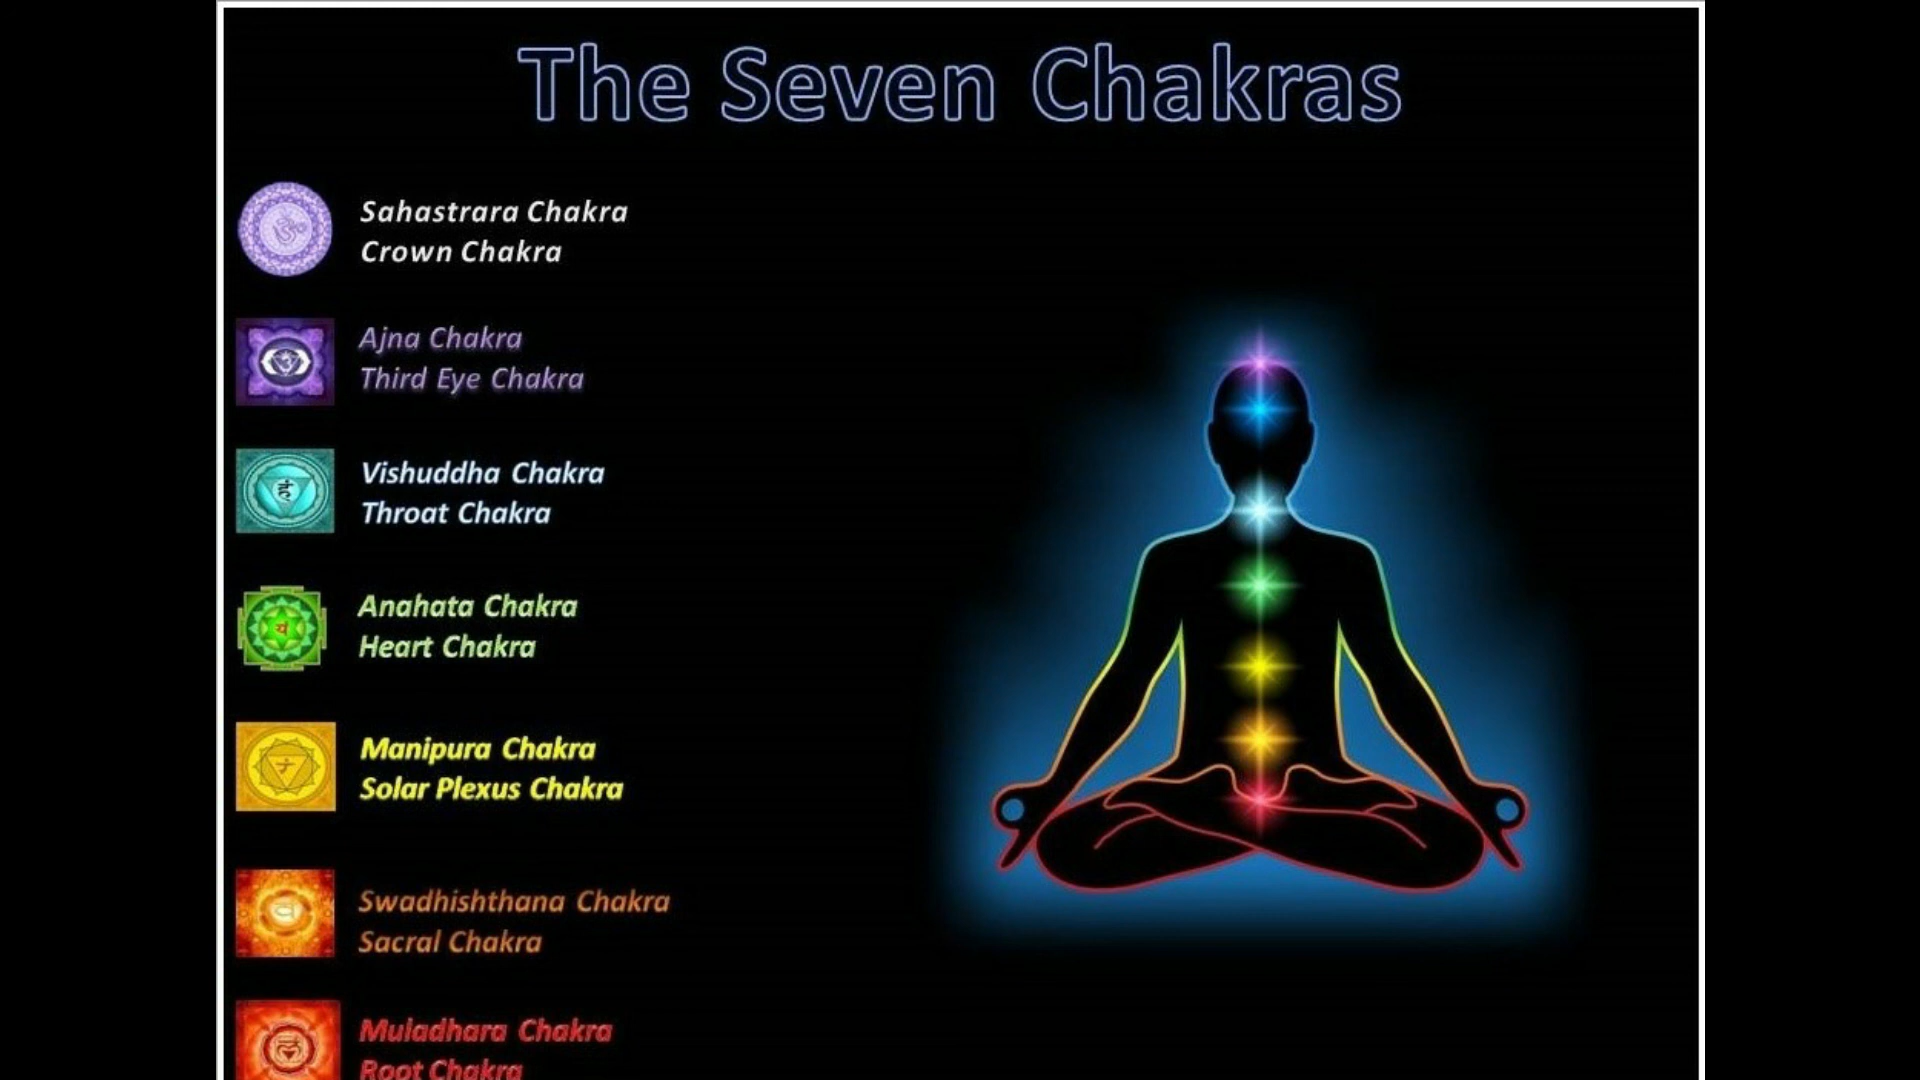 The Seven Chakras
Sahastrara Chakra
Crown Chakra
Ajna Chakra
Third Eye Chakra
Vishuddha Chakra
Throat Chakra
Anahata Chakra
Heart Chakra
Manipura Chakra
Solar Plexus Chakra
Swadhishthana Chakra
Sacral Chakra
Muladhara Chakra
Root Chakra